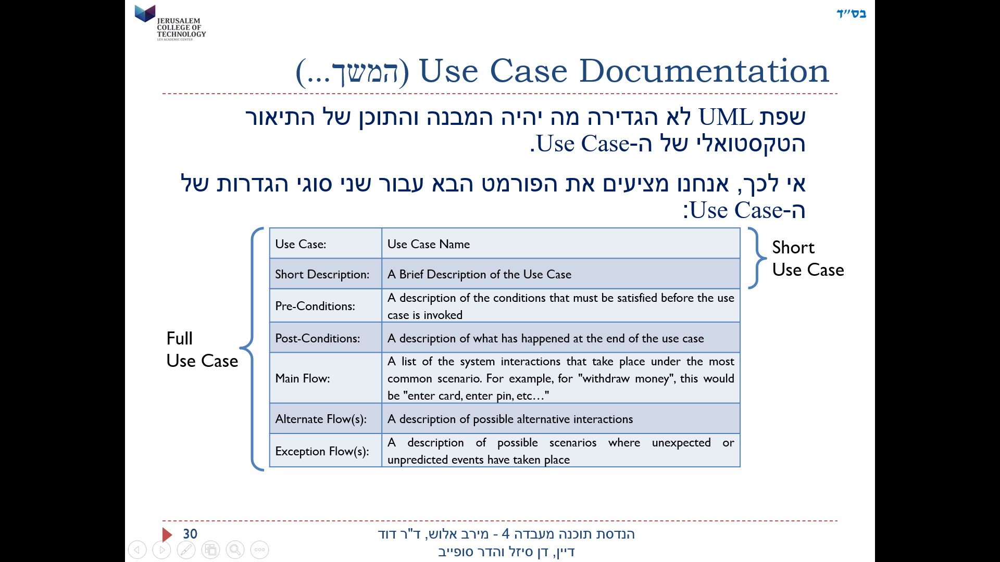 JERUSALEM
COLLEGE OF
TECHNOLOGY
LEV ACADEMIC CENTER
בס״ד
Use Case Documentation (המשך...)
שפת UML לא הגדירה מה יהיה המבנה והתוכן של התיאור
הטקסטואלי של ה-Use Case.
אי לכך, אנחנו מציעים את הפורמט הבא עבור שני סוגי הגדרות של
ה-Use Case:
Use Case: Use Case Name
Short Description: A Brief Description of the Use Case
Pre-Conditions: A description of the conditions that must be satisfied before the use
case is invoked
Post-Conditions: A description of what has happened at the end of the use case
Main Flow: A list of the system interactions that take place under the most
common scenario. For example, for "withdraw money", this would
be "enter card, enter pin, etc…"
Alternate Flow(s): A description of possible alternative interactions
Exception Flow(s): A description of possible scenarios where unexpected or
unpredicted events have taken place
Short
Use Case
Full
Use Case
30
הנדסת תוכנה מעבדה 4 - מירב אלוש, ד"ר דוד
דיין, דן סיזל והדר סופייב